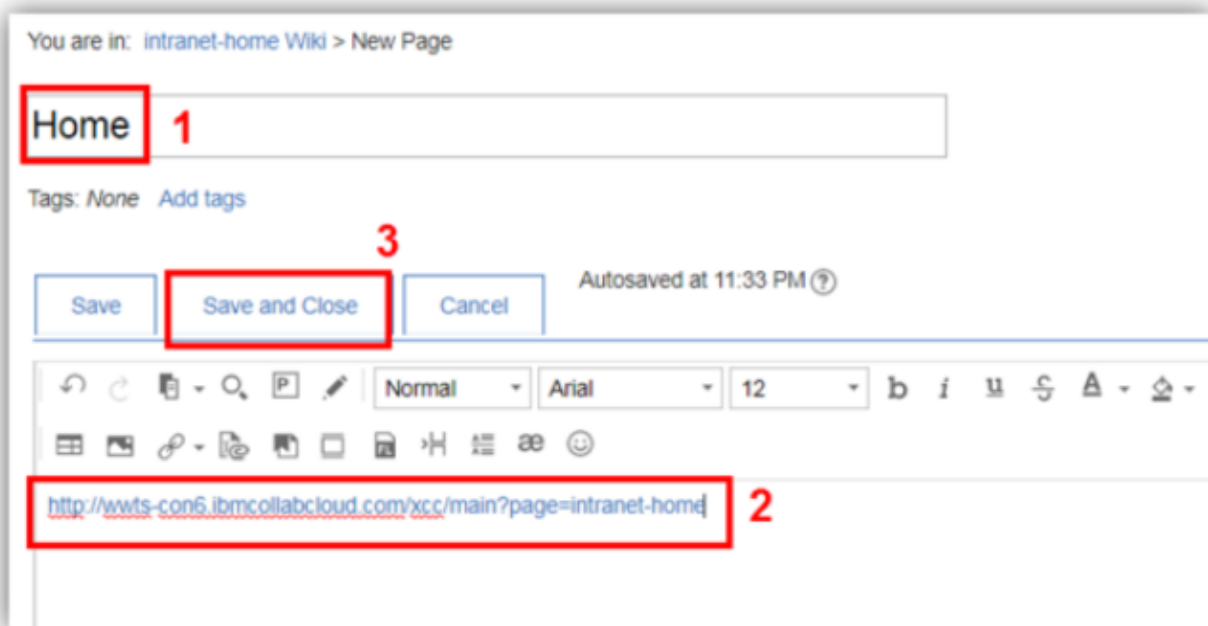 You are in: intranet-home Wiki > New Page
Home 1
Tags: None Add tags
3
Save Save and Close Cancel Autosaved at 11:33 PM ?
P Normal Arial 12 b i u S A
FL æ
http://wwts-con6.ibmcollabcloud.com/xcc/main?page=intranet-home 2